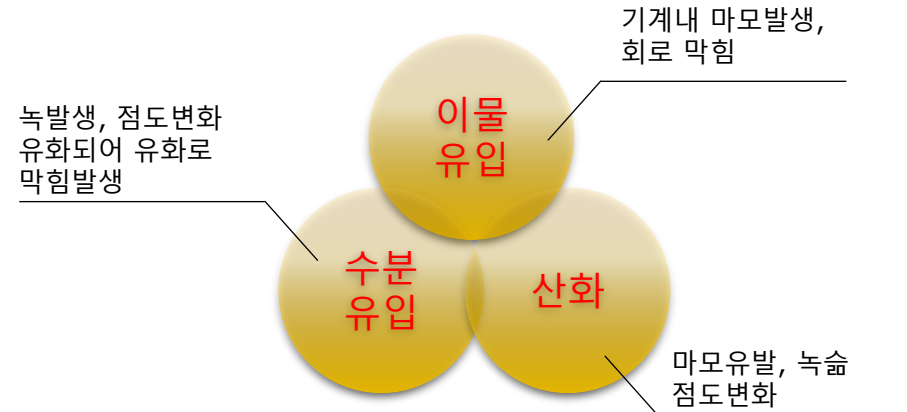 기계내 마모발생,
회로 막힘
이물
유입
녹발생, 점도변화
유화되어 유화로
막힘발생
수분
유입
산화
마모유발, 녹슮
점도변화